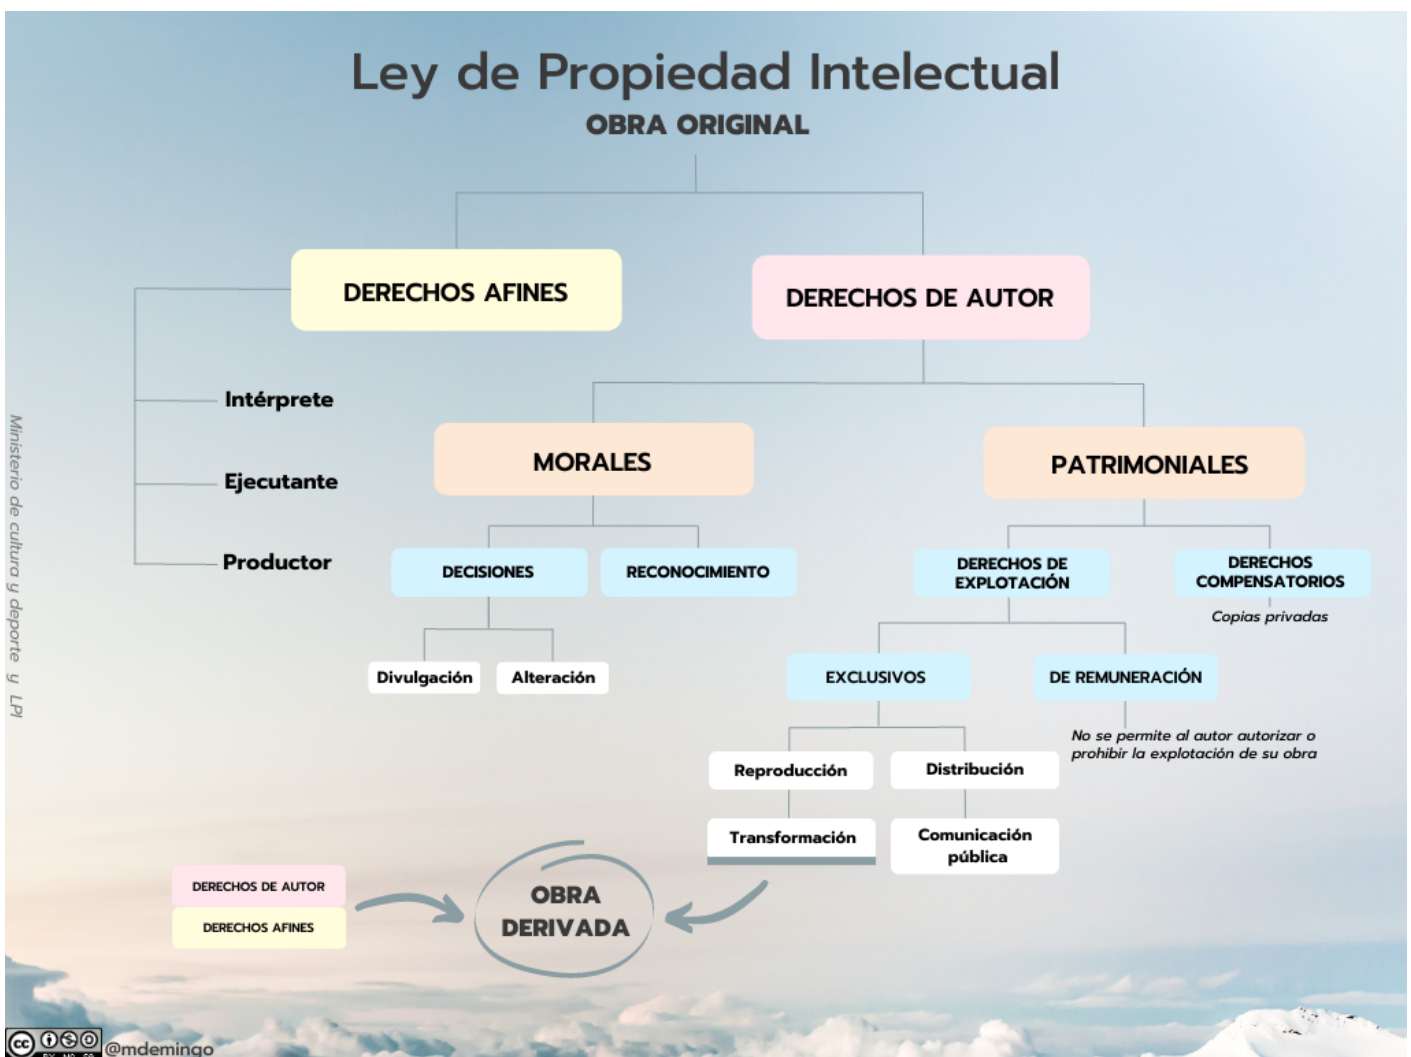 Ley de Propiedad Intelectual
OBRA ORIGINAL
DERECHOS AFINES
DERECHOS DE AUTOR
Intérprete
Ejecutante
Productor
MORALES
PATRIMONIALES
DECISIONES
RECONOCIMIENTO
DERECHOS DE
EXPLOTACIÓN
DERECHOS
COMPENSATORIOS
Copias privadas
Divulgación
Alteración
EXCLUSIVOS
DE REMUNERACIÓN
No se permite al autor autorizar o
prohibir la explotación de su obra
Reproducción
Distribución
Transformación
Comunicación
pública
DERECHOS DE AUTOR
DERECHOS AFINES
OBRA
DERIVADA
Ministerio de cultura y deporte y LPI
cc
@mdemingo